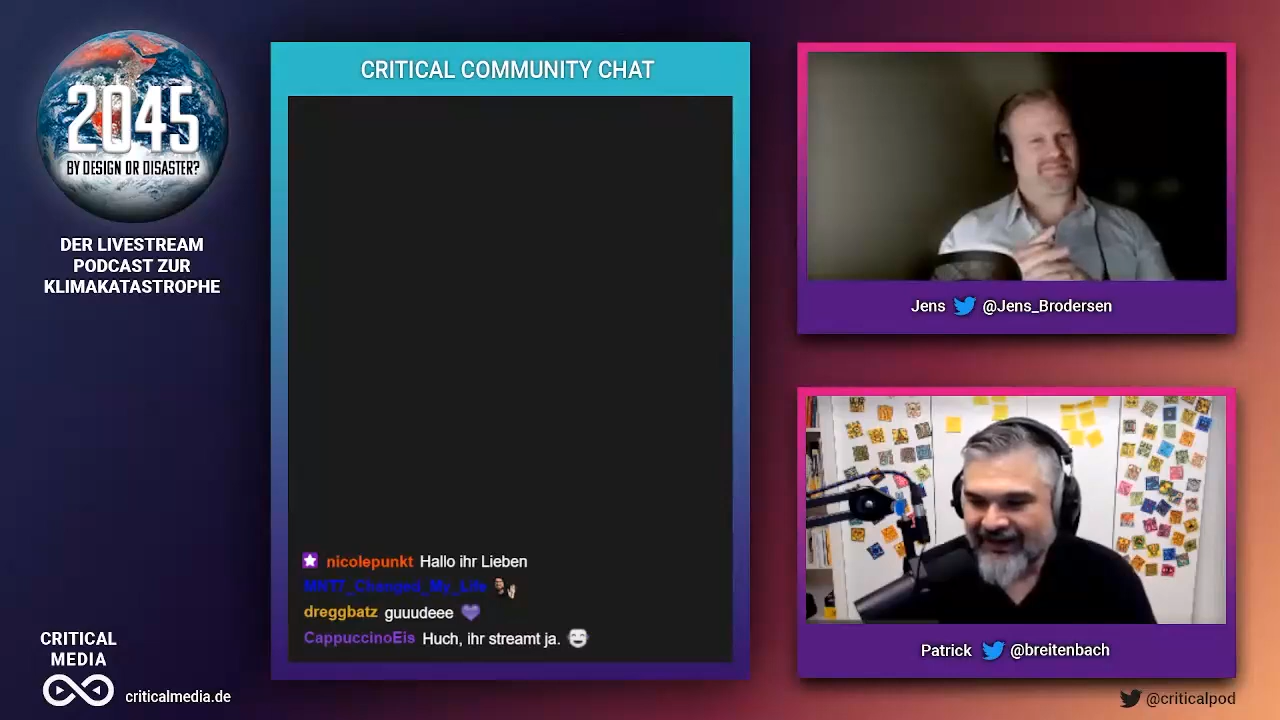 2045
BY DESIGN OR DISASTER?
DER LIVESTREAM
PODCAST ZUR
KLIMAKATASTROPHE
CRITICAL COMMUNITY CHAT
nicolepunkt Hallo ihr Lieben
MNT7_Changed_My_Life
dreggbatz guuudeee
CappuccinoEis Huch, ihr streamt ja.
Jens @Jens_Brodersen
Patrick @breitenbach
CRITICAL
MEDIA
criticalmedia.de
@criticalpod